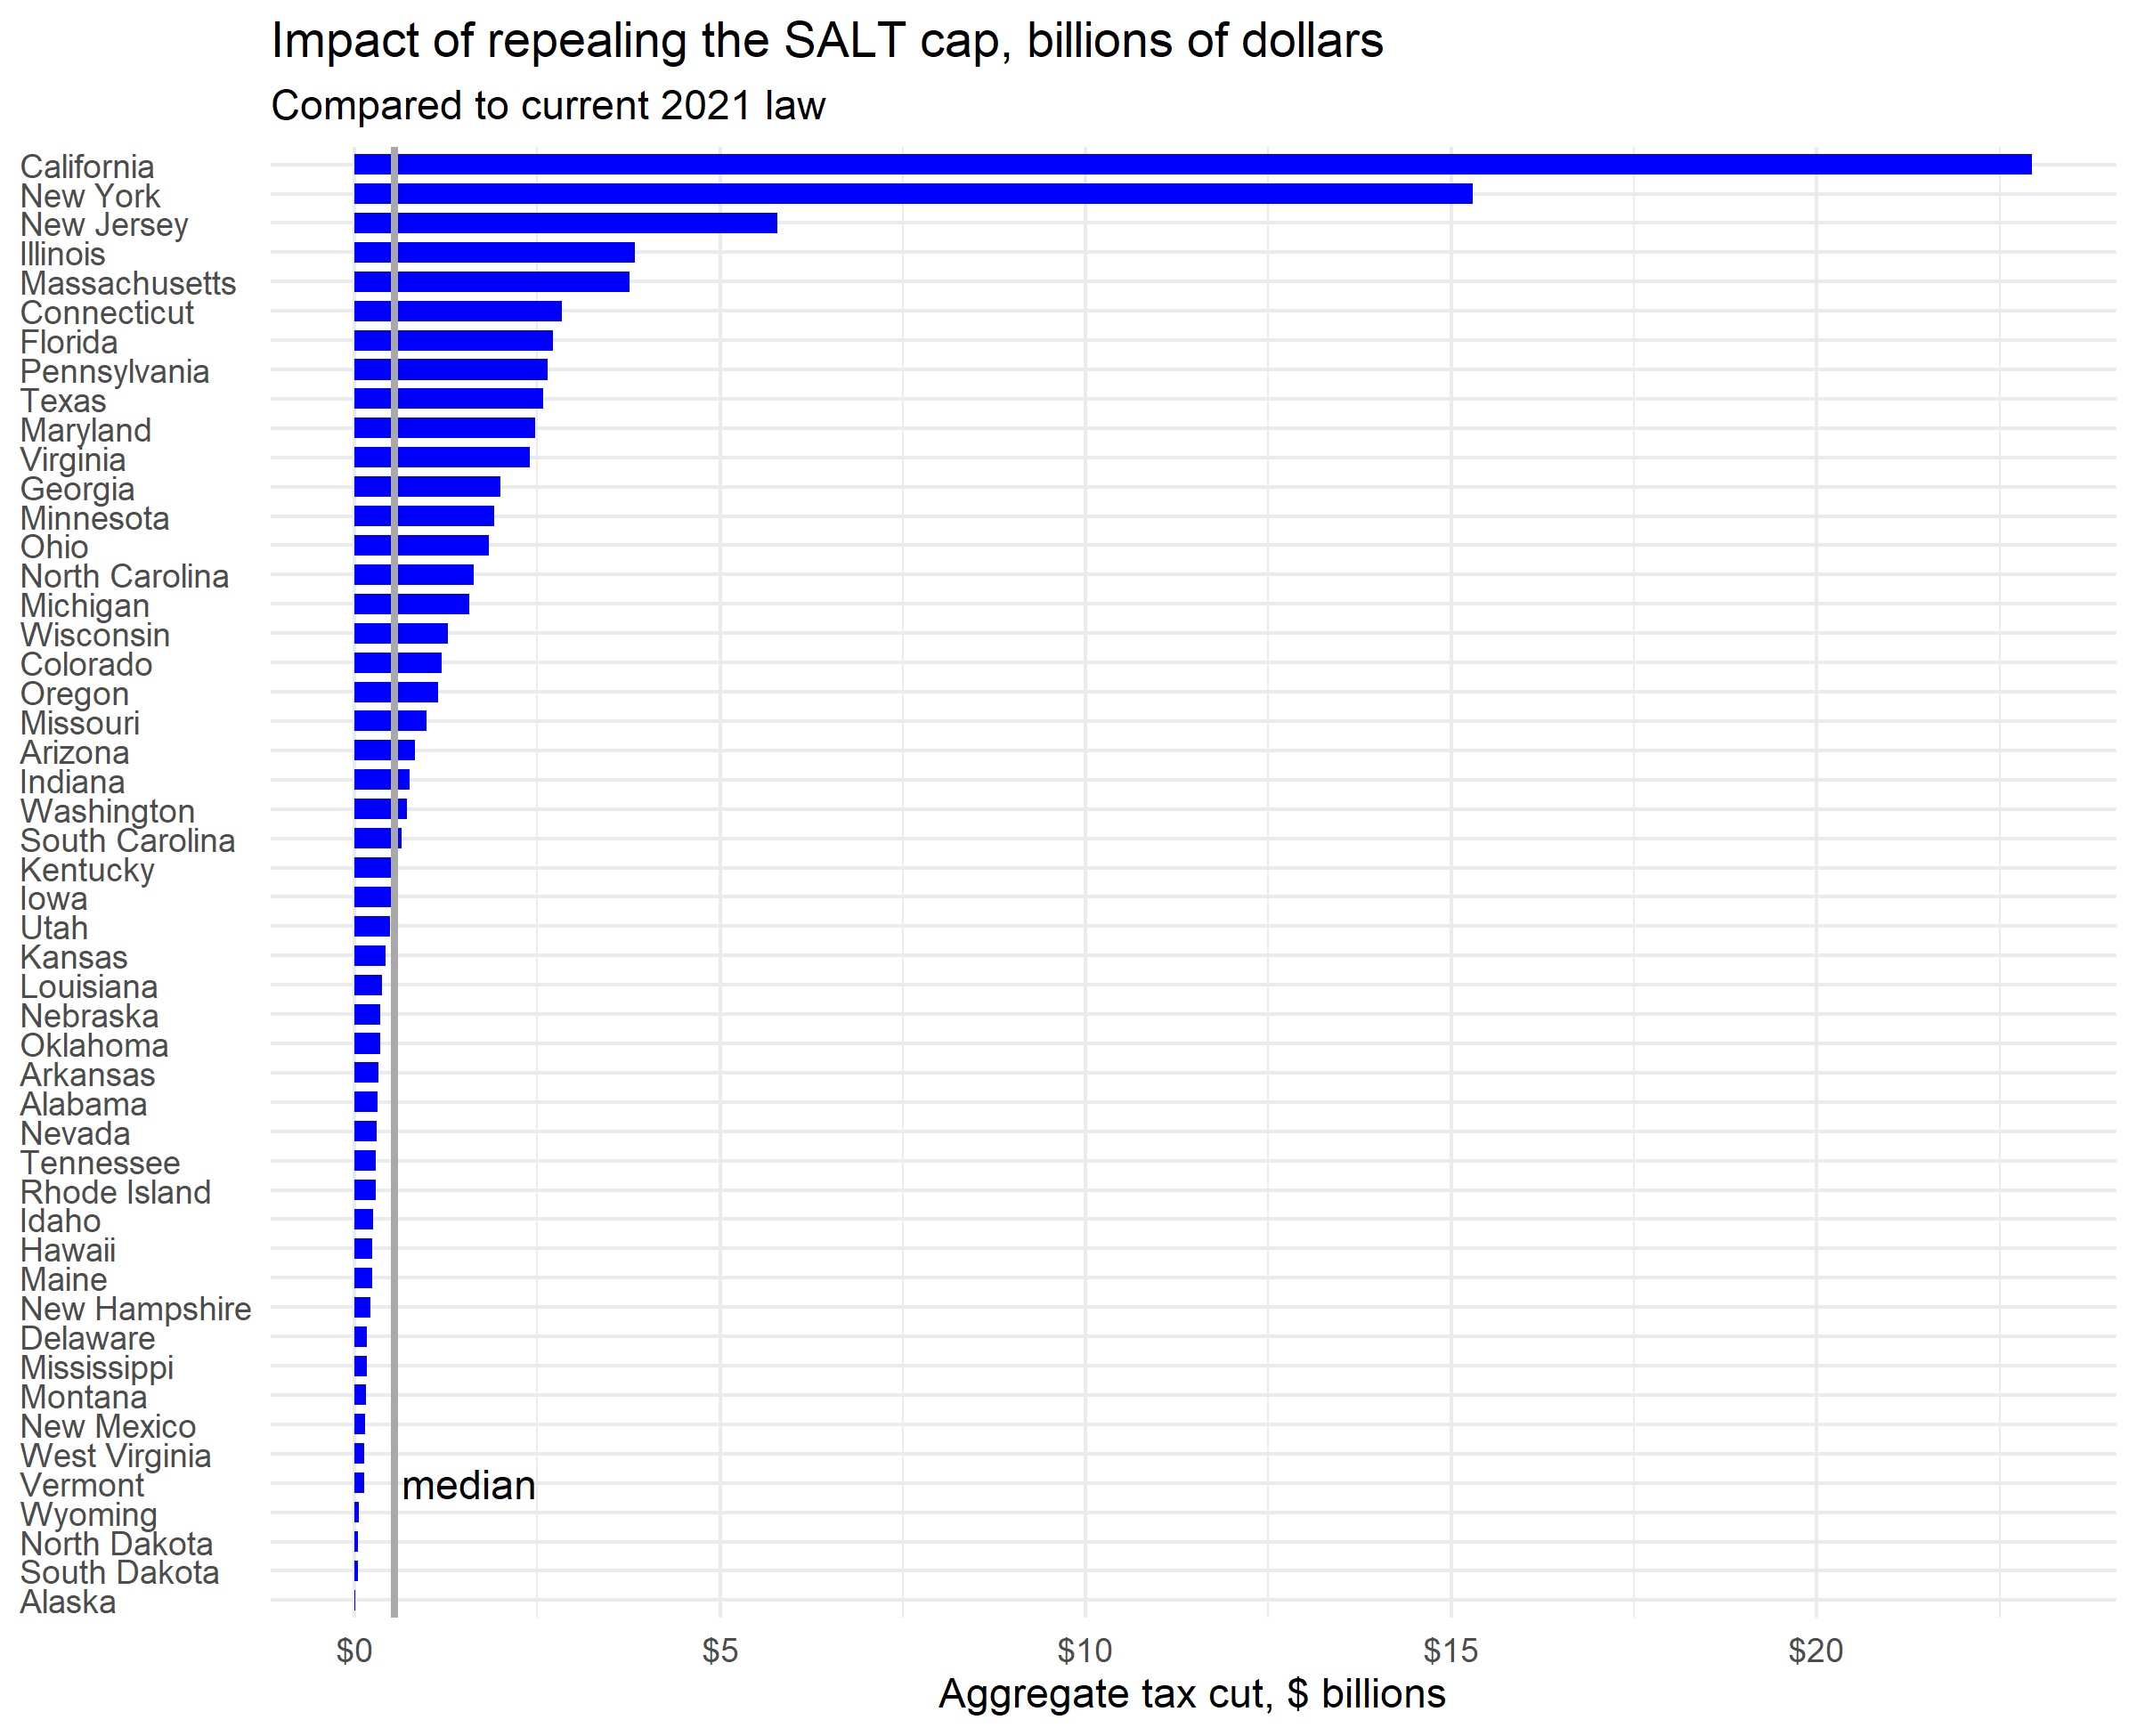 Impact of repealing the SALT cap, billions of dollars
Compared to current 2021 law
California
New York
New Jersey
Illinois
Massachusetts
Connecticut
Florida
Pennsylvania
Texas
Maryland
Virginia
Georgia
Minnesota
Ohio
North Carolina
Michigan
Wisconsin
Colorado
Oregon
Missouri
Arizona
Indiana
Washington
South Carolina
Kentucky
Iowa
Utah
Kansas
Louisiana
Nebraska
Oklahoma
Arkansas
Alabama
Nevada
Tennessee
Rhode Island
Idaho
Hawaii
Maine
New Hampshire
Delaware
Mississippi
Montana
New Mexico
West Virginia
Vermont
median
Wyoming
North Dakota
South Dakota
Alaska
$0 $5 $10 $15 $20
Aggregate tax cut, $ billions